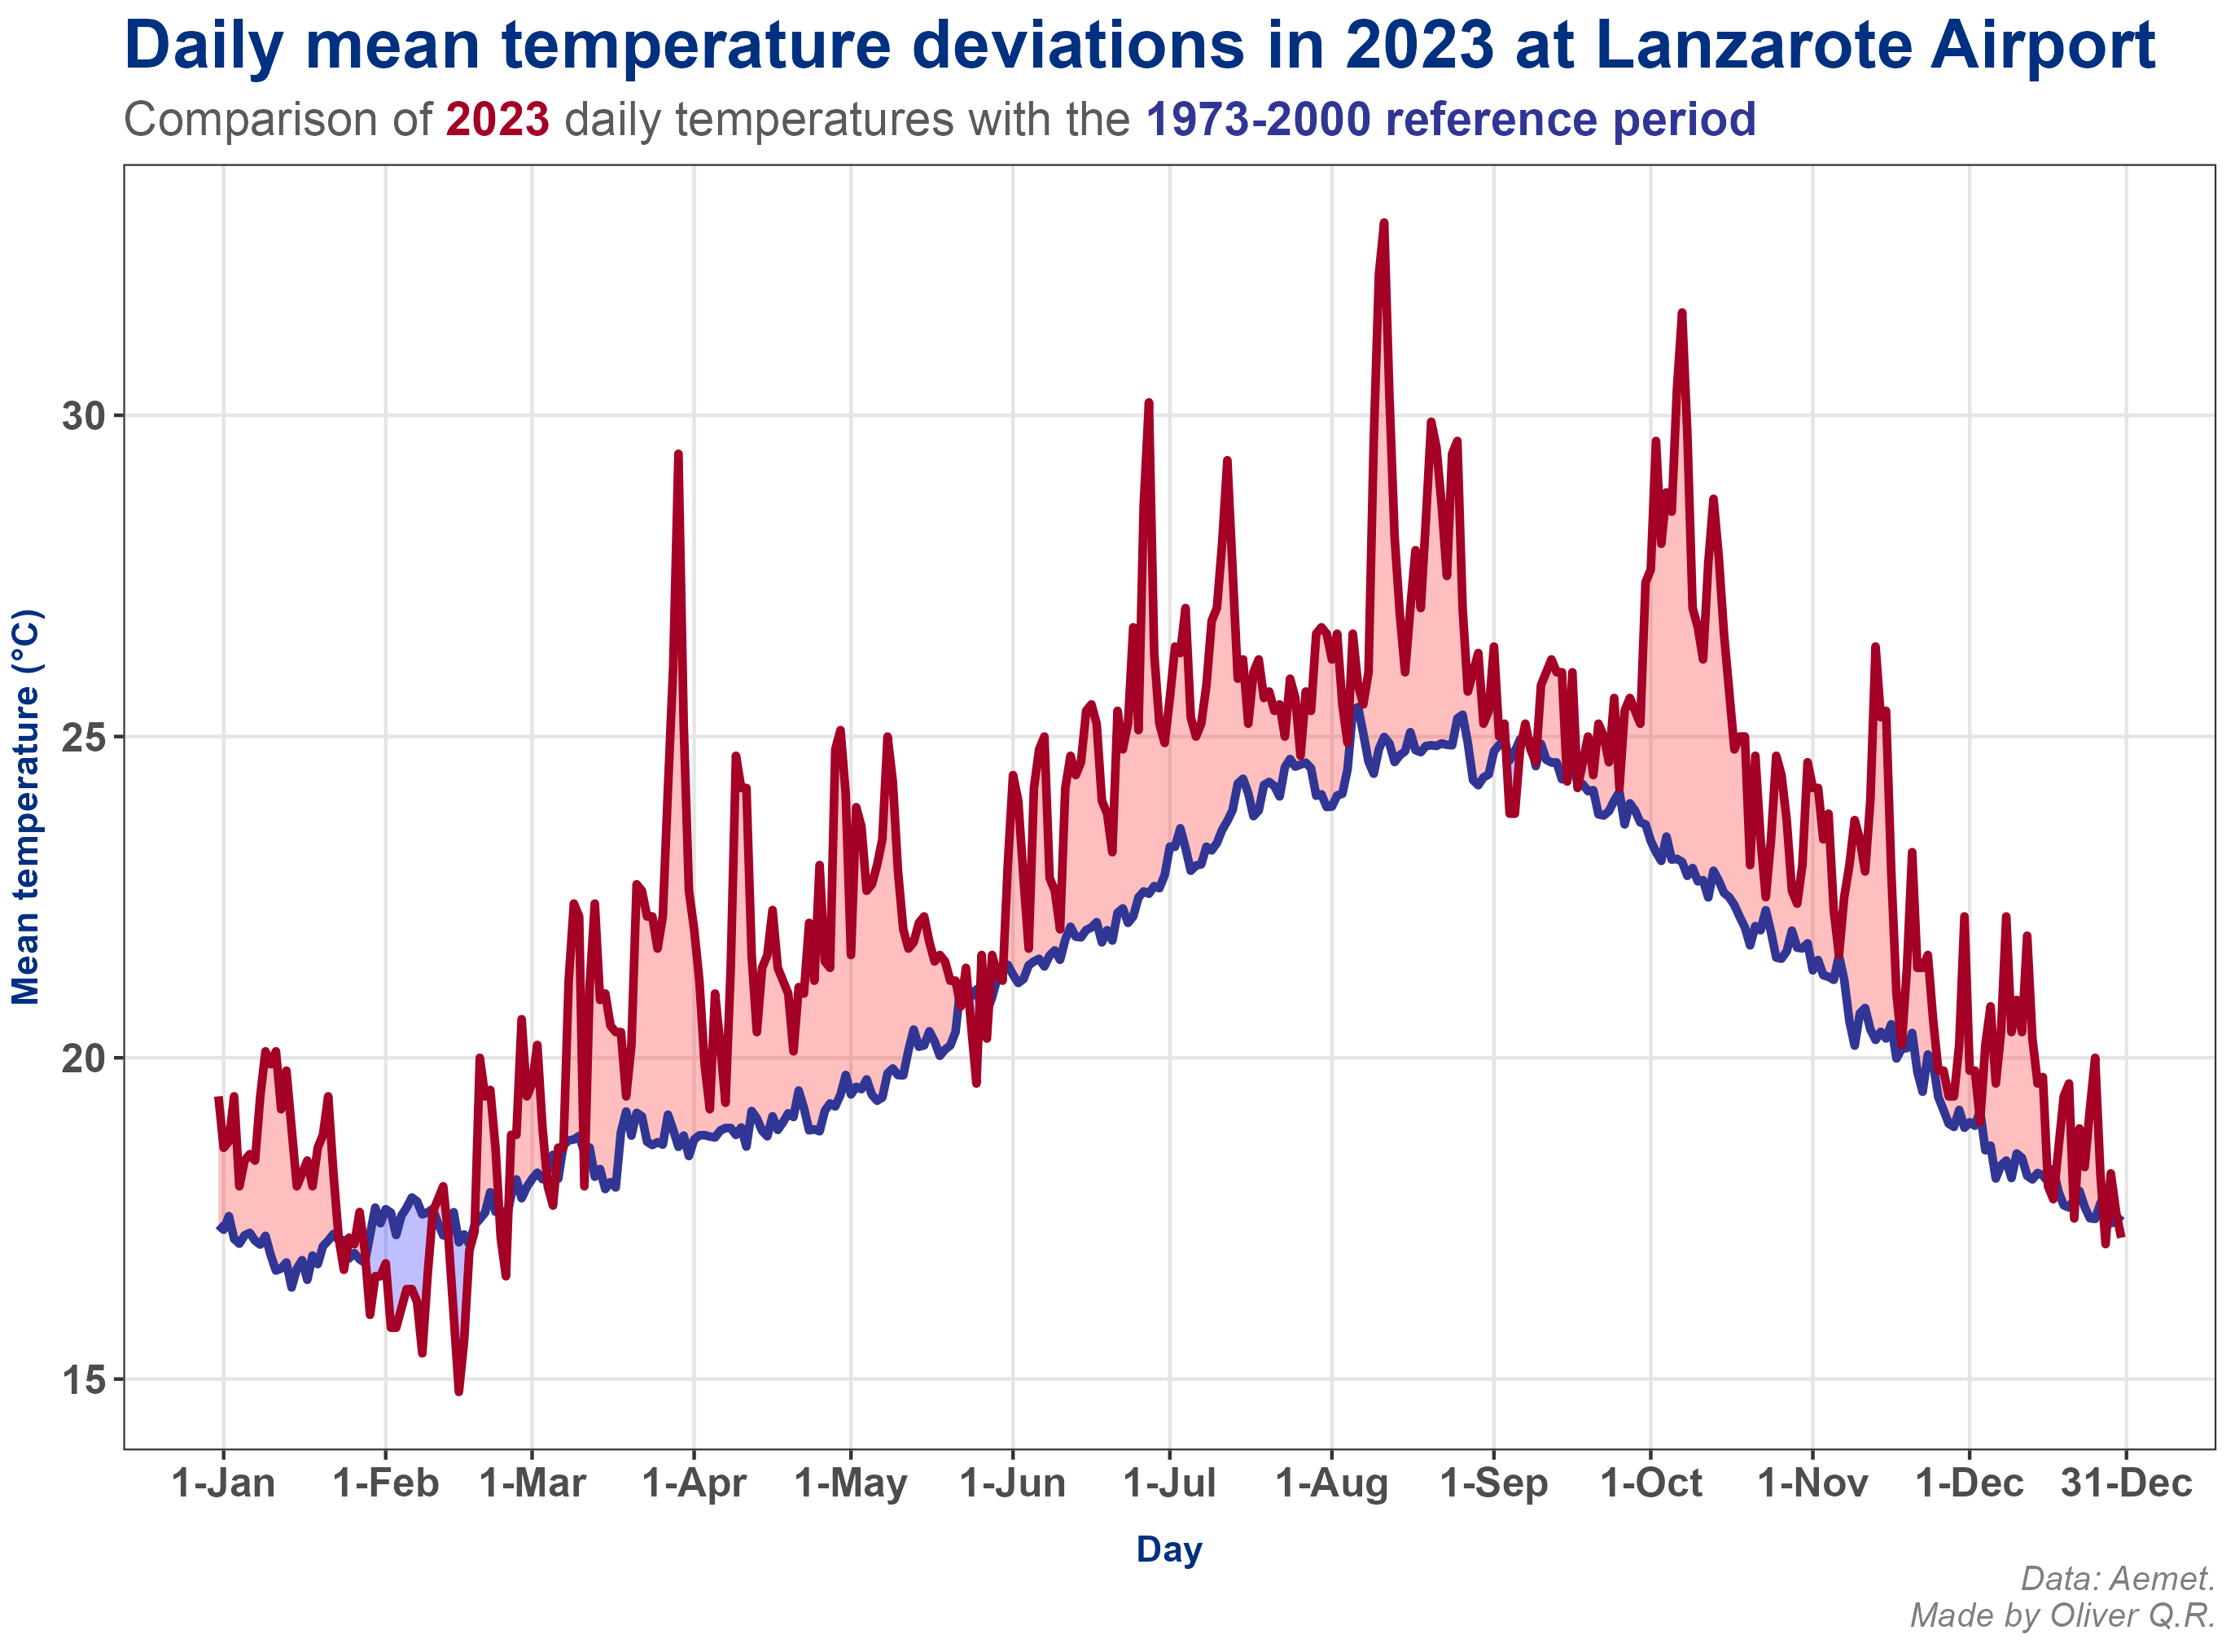 Daily mean temperature deviations in 2023 at Lanzarote Airport
Comparison of 2023 daily temperatures with the 1973-2000 reference period
Mean temperature (°C)
30
25
20
15
1-Jan 1-Feb 1-Mar 1-Apr 1-May 1-Jun 1-Jul 1-Aug 1-Sep 1-Oct 1-Nov 1-Dec 31-Dec
Day
Data: Aemet.
Made by Oliver Q.R.